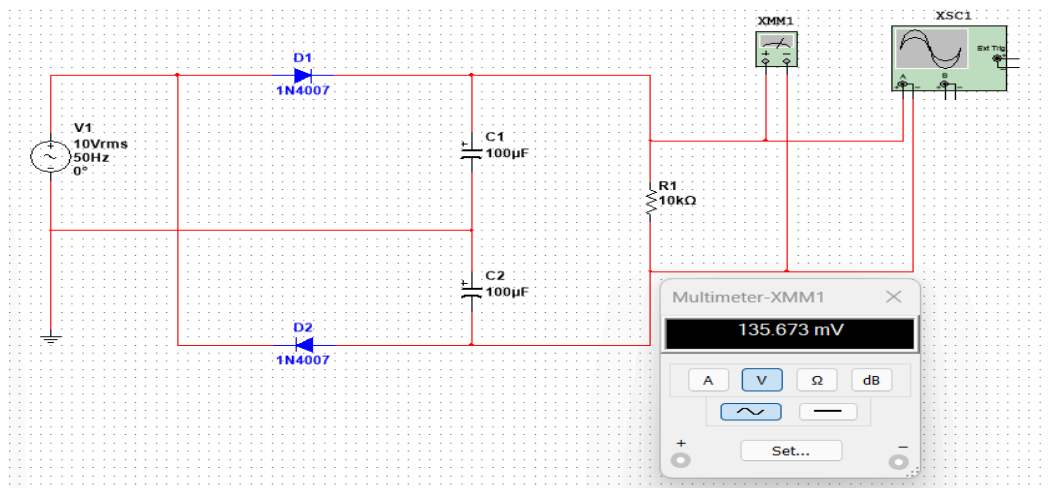 XMM1
XSC1
Ext Trig
A
B
D1
1N4007
V1
10Vrms
50Hz
0°
C1
100µF
R1
10kΩ
C2
100µF
D2
1N4007
Multimeter-XMM1
135.673 mV
A V Ω dB
Set...